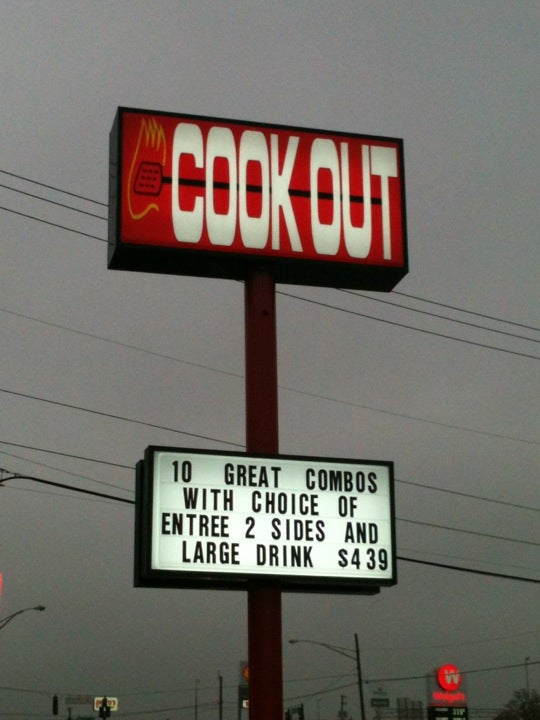 COOK OUT
10 GREAT COMBOS
WITH CHOICE OF
ENTREE 2 SIDES AND
LARGE DRINK $439
W